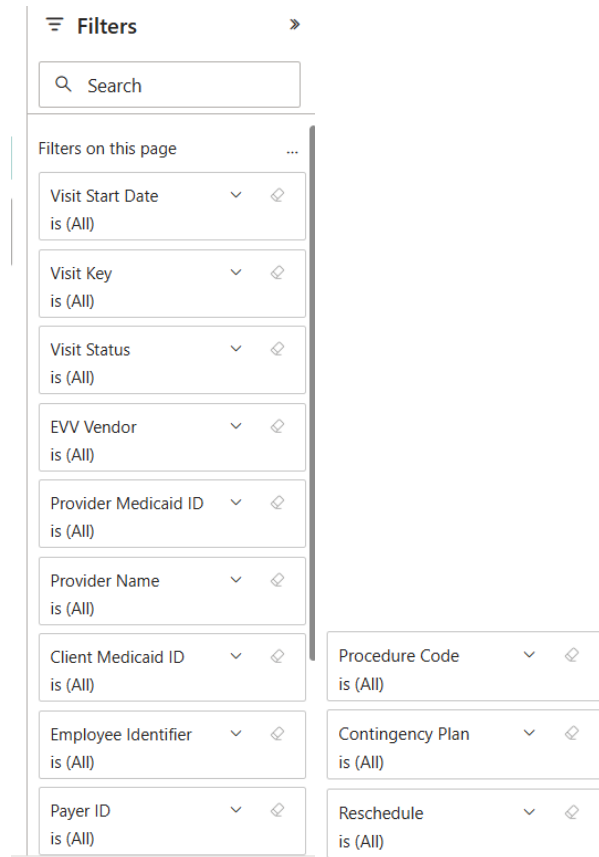 Filters
Search
Filters on this page
...
Visit Start Date
is (All)
Visit Key
is (All)
Visit Status
is (All)
EVV Vendor
is (All)
Provider Medicaid ID
is (All)
Provider Name
is (All)
Client Medicaid ID
is (All)
Employee Identifier
is (All)
Payer ID
is (All)
Procedure Code
is (All)
Contingency Plan
is (All)
Reschedule
is (All)